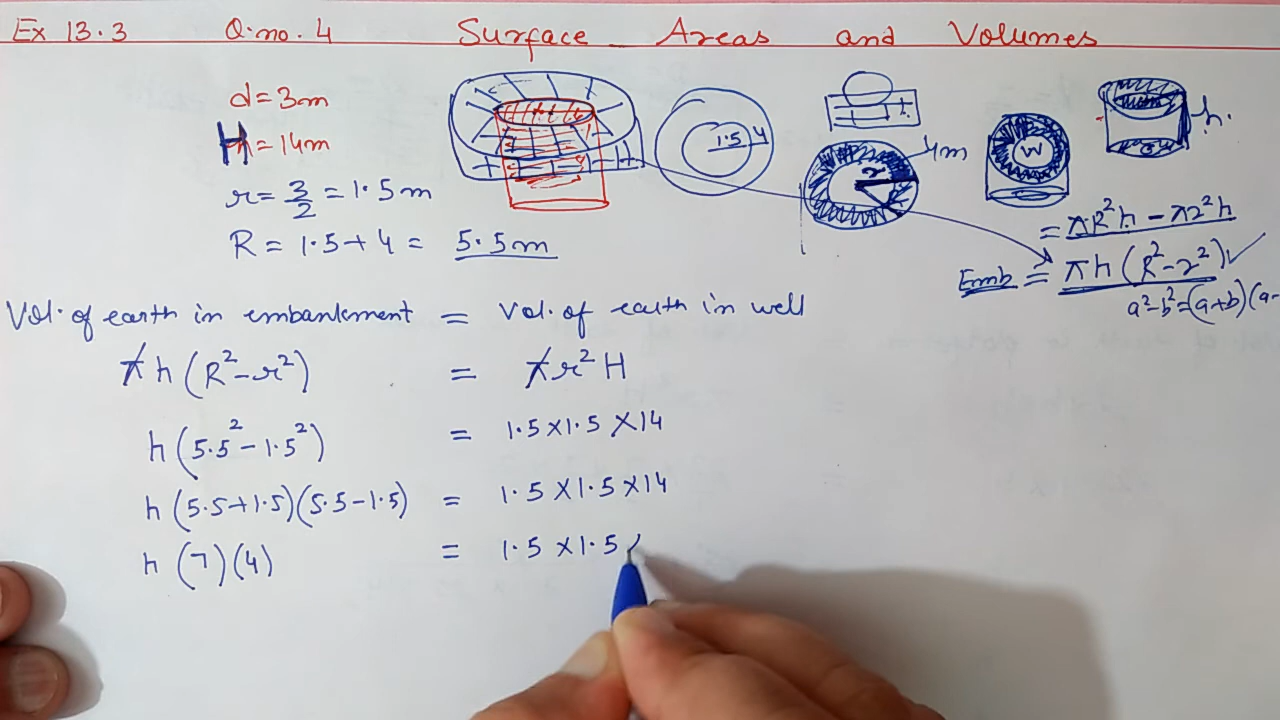 Ex 13.3 Q.no.4 Surface Areas and Volumes
d = 3m
H = 14m
r = 3/2 = 1.5m
R = 1.5 + 4 = 5.5m
1.5 4
4m
r
W
h.
= πR²h − πr²h
Emb = πh(R²−r²) ✓
a²−b² = (a+b)(a−
Vol. of earth in embankment = Vol. of earth in well
πh(R²−r²) = πr²H
h(5.5²−1.5²) = 1.5×1.5×14
h(5.5+1.5)(5.5−1.5) = 1.5×1.5×14
h(7)(4) = 1.5×1.5